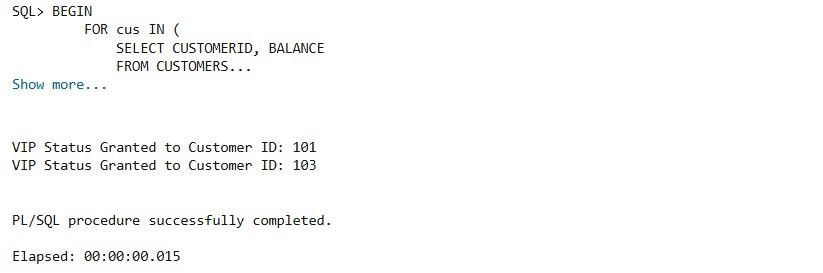 SQL> BEGIN
FOR cus IN (
SELECT CUSTOMERID, BALANCE
FROM CUSTOMERS...
Show more...
VIP Status Granted to Customer ID: 101
VIP Status Granted to Customer ID: 103
PL/SQL procedure successfully completed.
Elapsed: 00:00:00.015